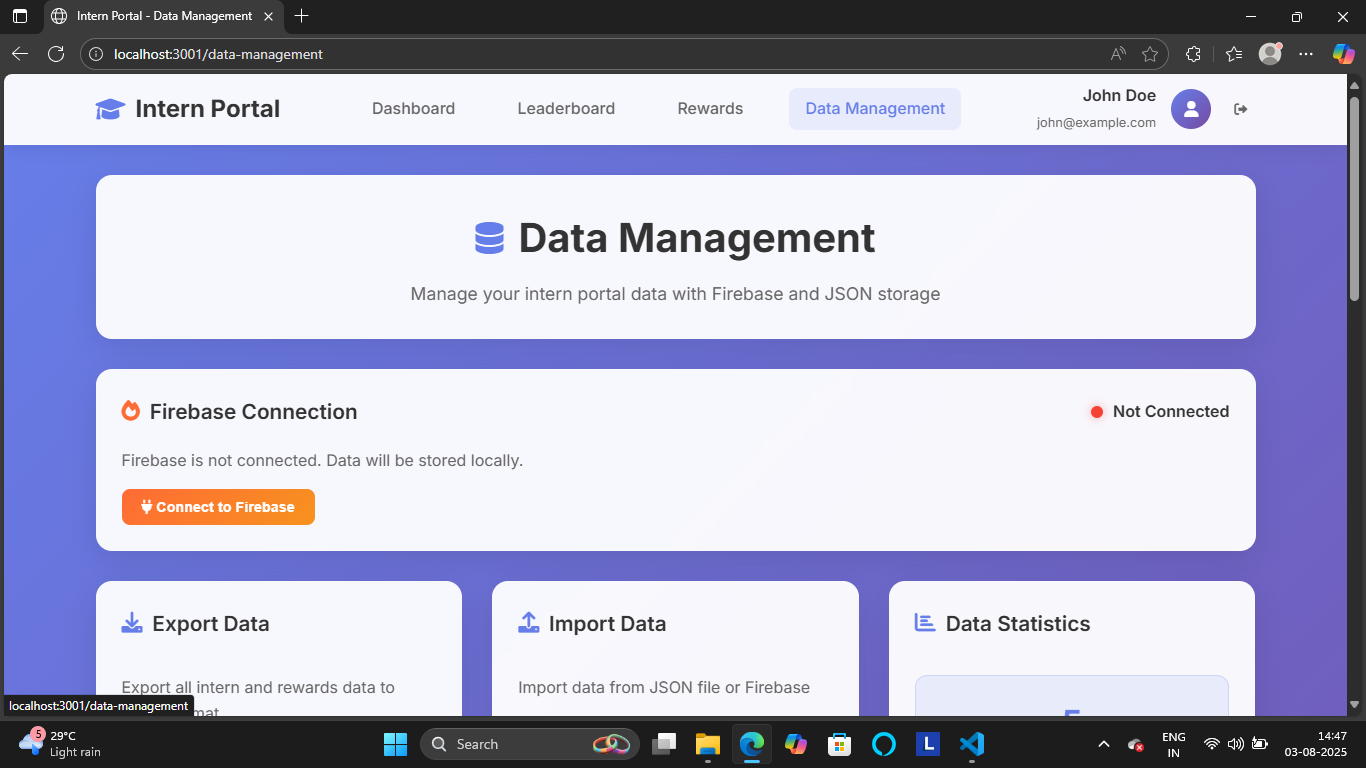 Intern Portal - Data Management
localhost:3001/data-management
Intern Portal
Dashboard
Leaderboard
Rewards
Data Management
John Doe
john@example.com
Data Management
Manage your intern portal data with Firebase and JSON storage
Firebase Connection
Not Connected
Firebase is not connected. Data will be stored locally.
Connect to Firebase
Export Data
Import Data
Data Statistics
Export all intern and rewards data to
Import data from JSON file or Firebase
localhost:3001/data-management
5
29°C
Light rain
Search
L
ENG
IN
14:47
03-08-2025